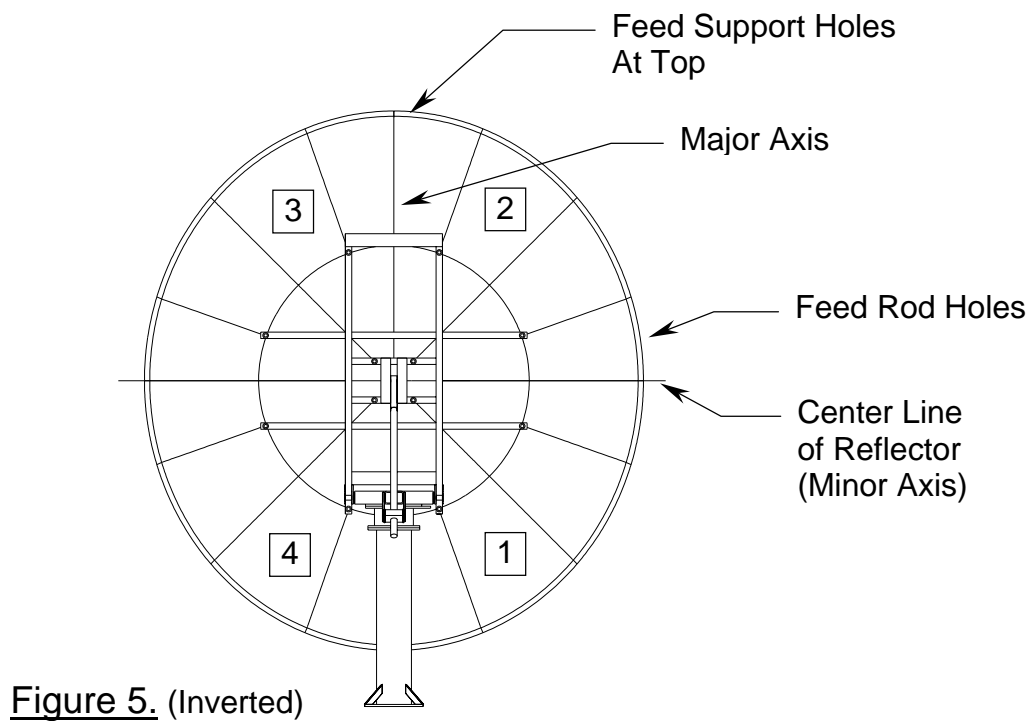 Feed Support Holes
At Top
Major Axis
3
2
Feed Rod Holes
Center Line
of Reflector
(Minor Axis)
4
1
Figure 5. (Inverted)